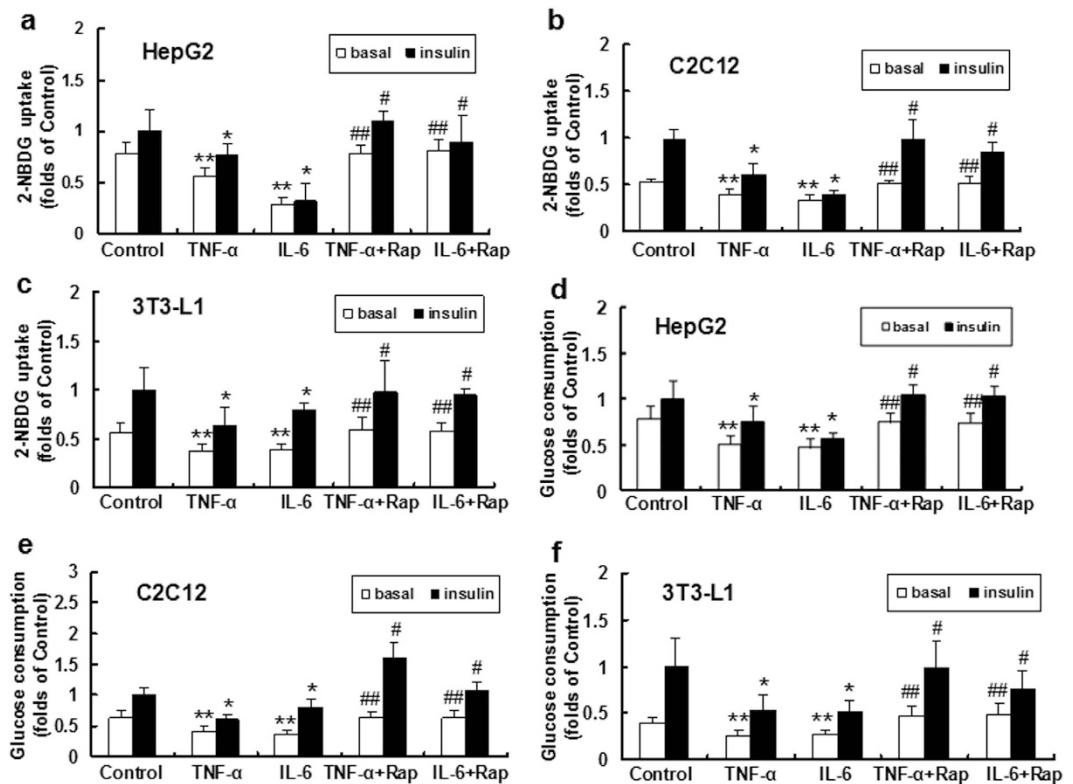 a
HepG2
basal insulin
2-NBDG uptake
(folds of Control)
2
1.5
1
0.5
0
** * ** * ## # ## #
Control TNF-α IL-6 TNF-α+Rap IL-6+Rap
b
C2C12
basal insulin
2-NBDG uptake
(folds of Control)
2
1.5
1
0.5
0
** * ** * ## # ## #
Control TNF-α IL-6 TNF-α+Rap IL-6+Rap
c
3T3-L1
basal insulin
2-NBDG uptake
(folds of Control)
2
1.5
1
0.5
0
** * ** * ## # ## #
Control TNF-α IL-6 TNF-α+Rap IL-6+Rap
d
HepG2
basal insulin
Glucose consumption
(folds of Control)
2
1.5
1
0.5
0
** * ** * ## # ## #
Control TNF-α IL-6 TNF-α+Rap IL-6+Rap
e
C2C12
basal insulin
Glucose consumption
(folds of Control)
3
2.5
2
1.5
1
0.5
0
** * ** * ## # ## #
Control TNF-α IL-6 TNF-α+Rap IL-6+Rap
f
3T3-L1
basal insulin
Glucose consumption
(folds of Control)
2
1.5
1
0.5
0
** * ** * ## # ## #
Control TNF-α IL-6 TNF-α+Rap IL-6+Rap